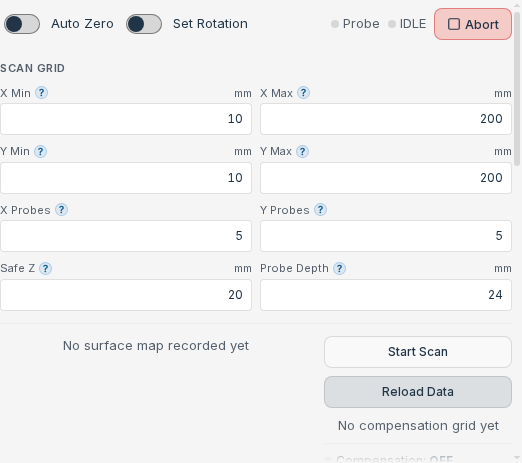 Auto Zero Set Rotation Probe IDLE Abort
SCAN GRID
X Min ? mm X Max ? mm
10 200
Y Min ? mm Y Max ? mm
10 200
X Probes ? Y Probes ?
5 5
Safe Z ? mm Probe Depth ? mm
20 24
No surface map recorded yet Start Scan
Reload Data
No compensation grid yet
Compensation: OFF